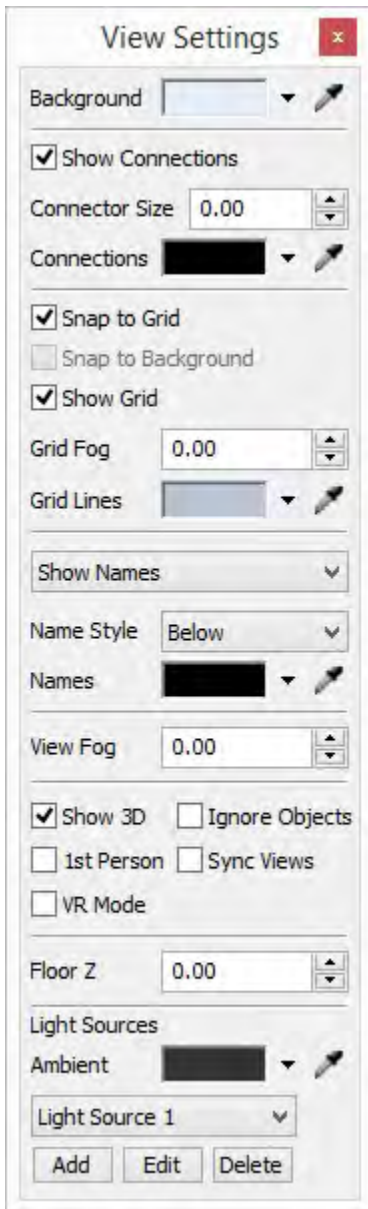 View Settings x
Background
Show Connections
Connector Size 0.00
Connections
Snap to Grid
Snap to Background
Show Grid
Grid Fog 0.00
Grid Lines
Show Names
Name Style Below
Names
View Fog 0.00
Show 3D Ignore Objects
1st Person Sync Views
VR Mode
Floor Z 0.00
Light Sources
Ambient
Light Source 1
Add Edit Delete